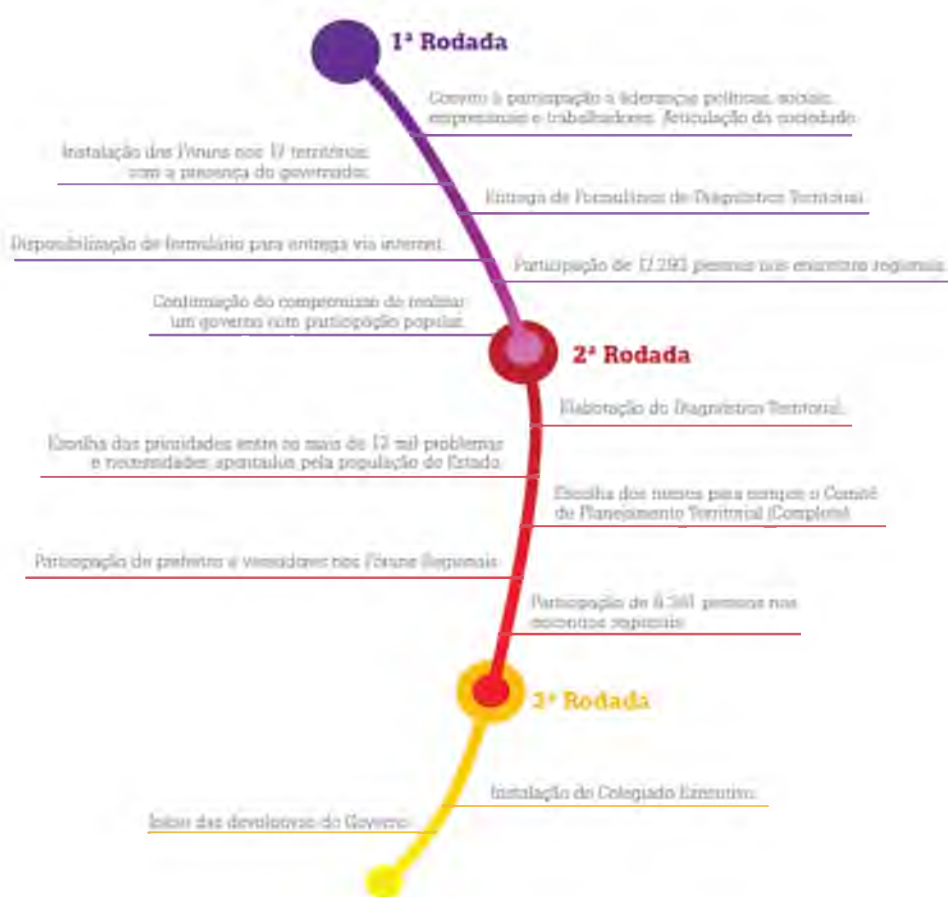 1ª Rodada
Convite à participação a lideranças políticas, sociais,
empresariais e trabalhadores. Articulação da sociedade.
Instalação dos Fóruns nos 17 territórios,
com a presença do governador.
Entrega de Formulários de Diagnóstico Territorial.
Disponibilização de formulário para entrega via internet.
Participação de pessoas nos encontros regionais.
Confirmação do compromisso de realizar
um governo com participação popular.
2ª Rodada
Elaboração do Diagnóstico Territorial.
Escolha das prioridades entre os mais de 12 mil problemas
e necessidades apontados pela população do Estado.
Escolha dos nomes para compor o Comitê
de Planejamento Territorial (Complete)
Participação de prefeitos e vereadores nos Fóruns Regionais
Participação de pessoas nos
encontros regionais
3ª Rodada
Instalação do Colegiado Executivo.
Início das devolutivas do Governo.